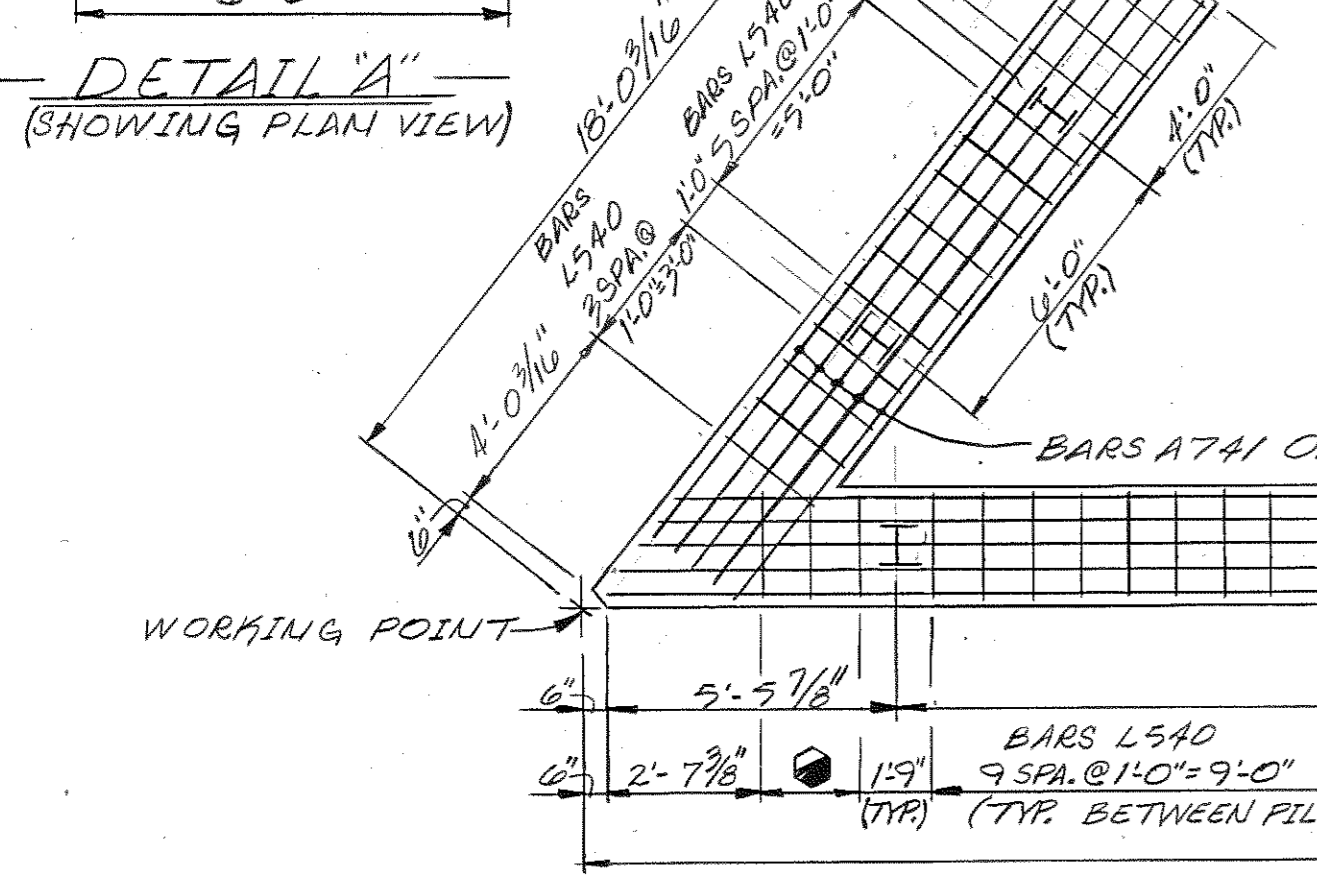 DETAIL "A"
(SHOWING PLAN VIEW)
18'-0 3/16"
BARS L540
5 SPA.@1'-0"
=5'-0"
1'-0"
BARS
L540
3 SPA.@
1'-0"=3'-0"
4'-0 3/16"
6"
4'-0"
(TYP.)
6'-0"
(TYP.)
BARS A741
WORKING POINT
6"
5'-5 7/8"
6"
2'-7 3/8"
1'-9"
(TYP.)
BARS L540
9 SPA.@1'-0"=9'-0"
(TYP. BETWEEN PIL